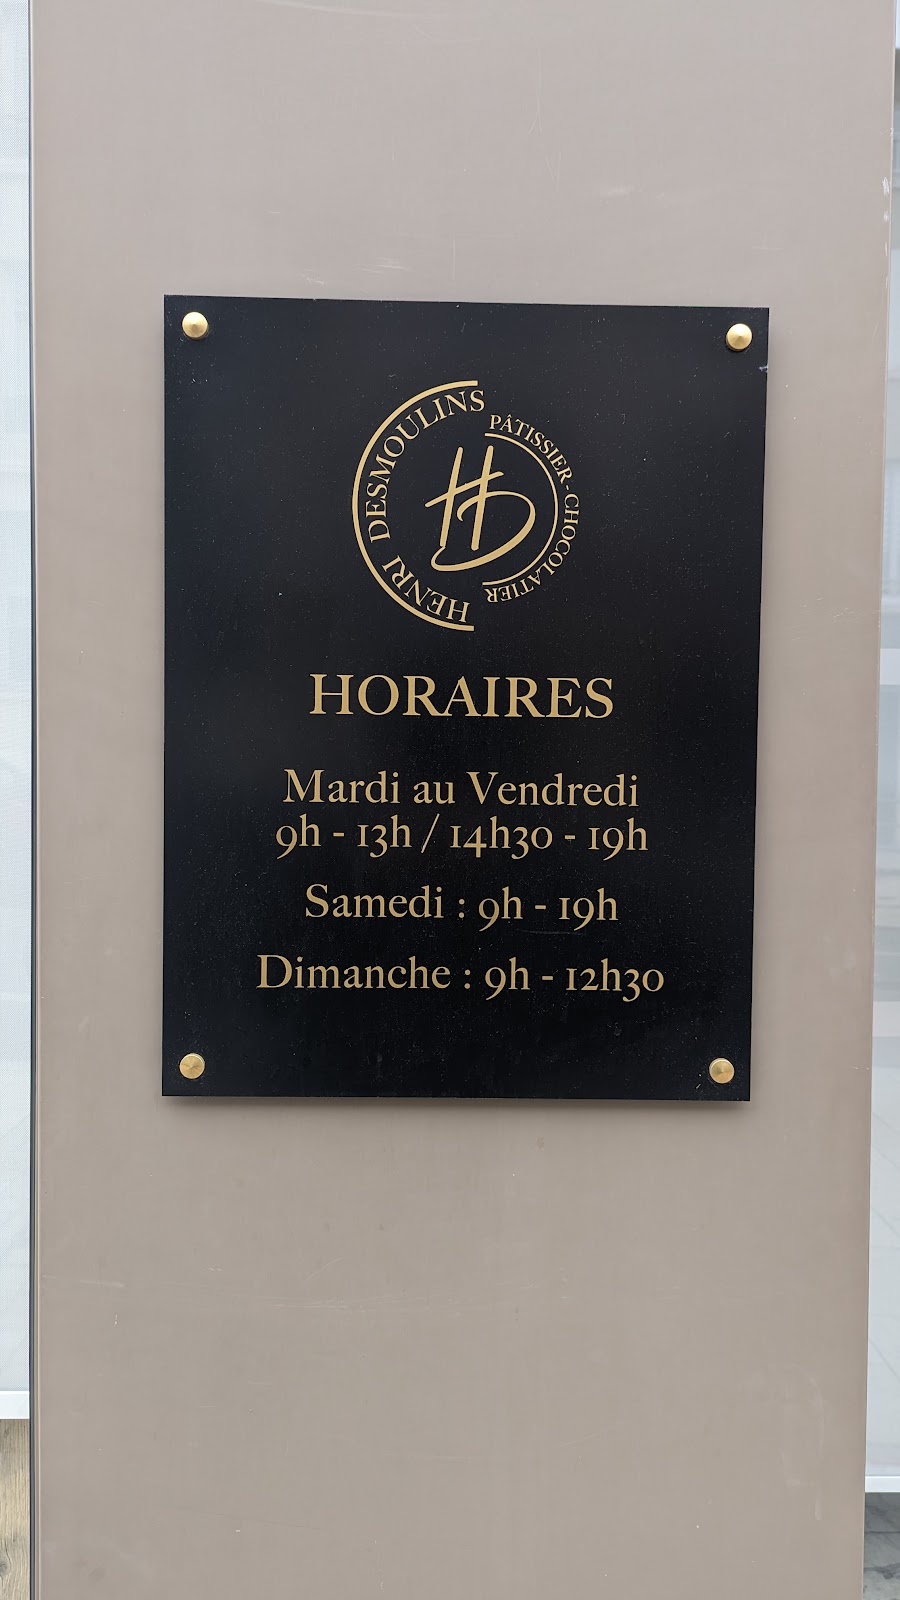 HENRI DESMOULINS
PÂTISSIER - CHOCOLATIER
HD
HORAIRES
Mardi au Vendredi
9h - 13h / 14h30 - 19h
Samedi : 9h - 19h
Dimanche : 9h - 12h30